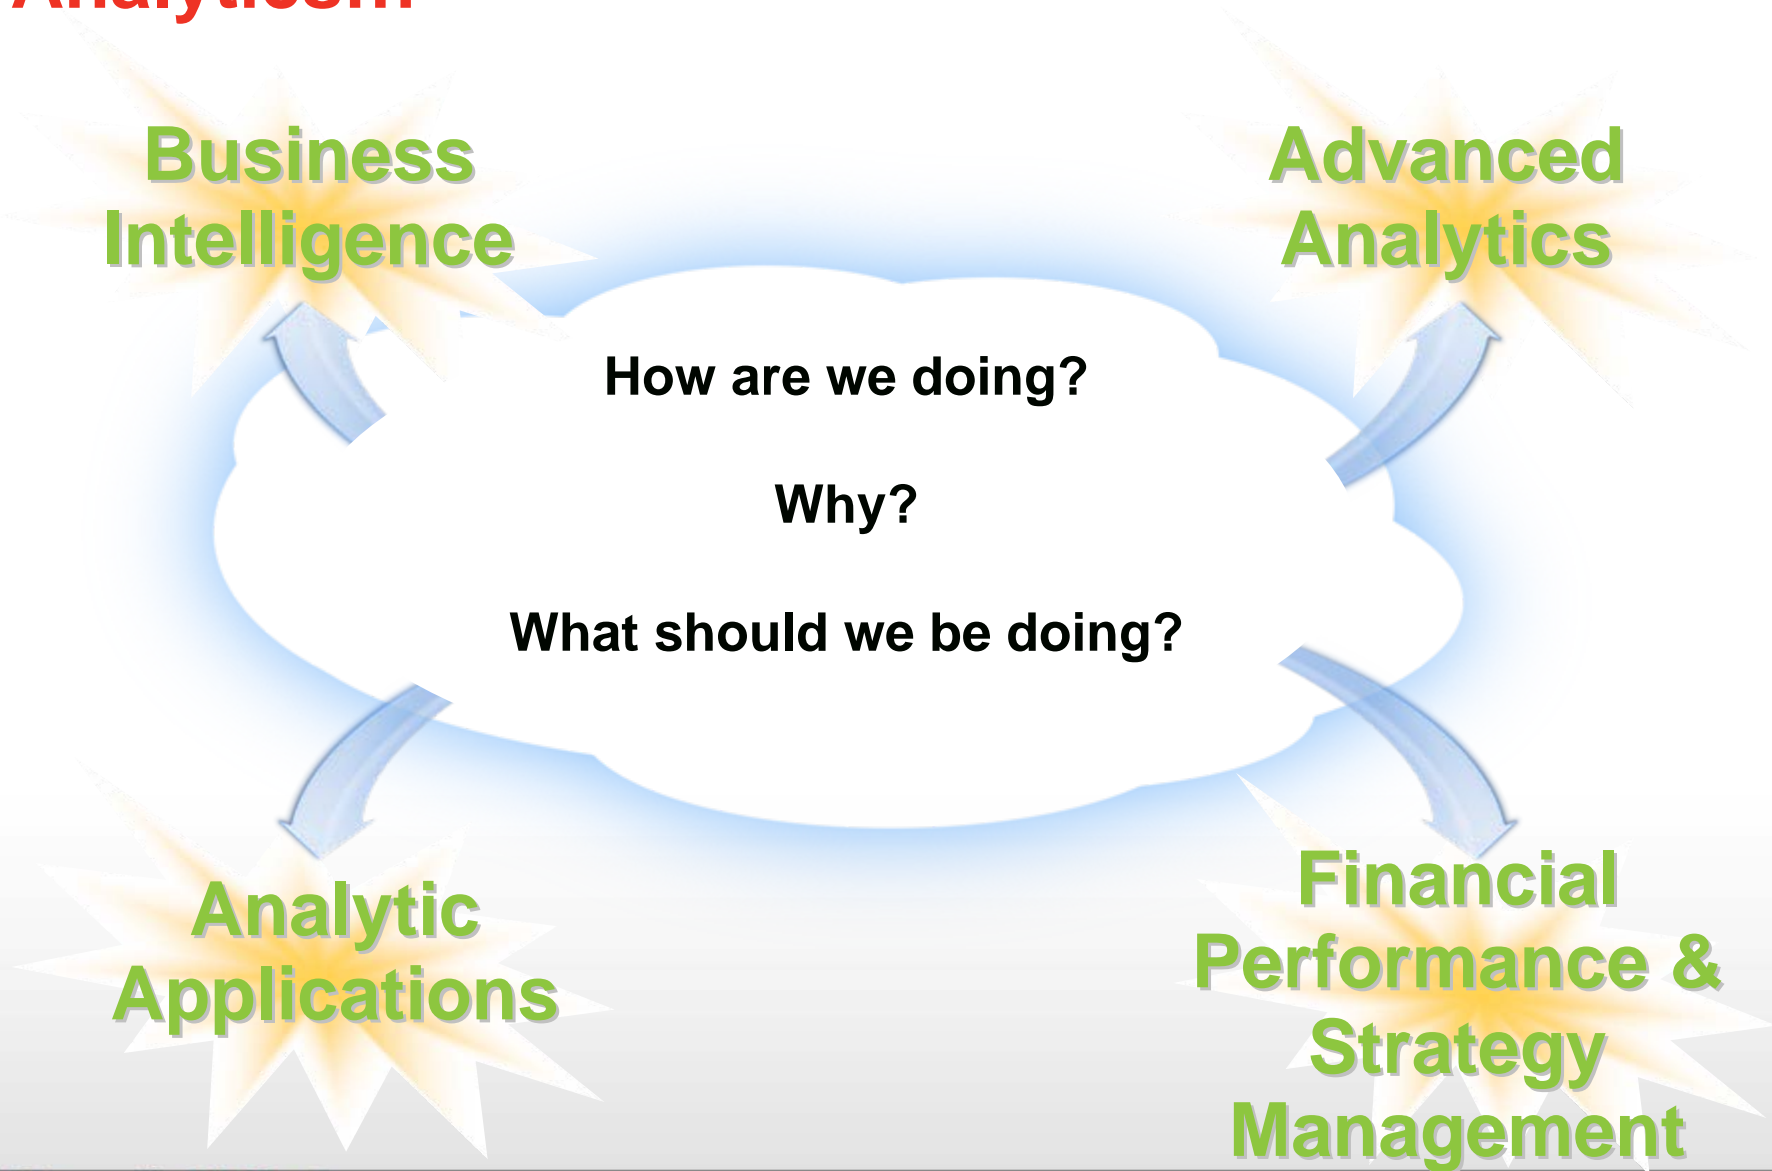 Analytics...
Business
Intelligence
Advanced
Analytics
How are we doing?
Why?
What should we be doing?
Analytic
Applications
Financial
Performance &
Strategy
Management